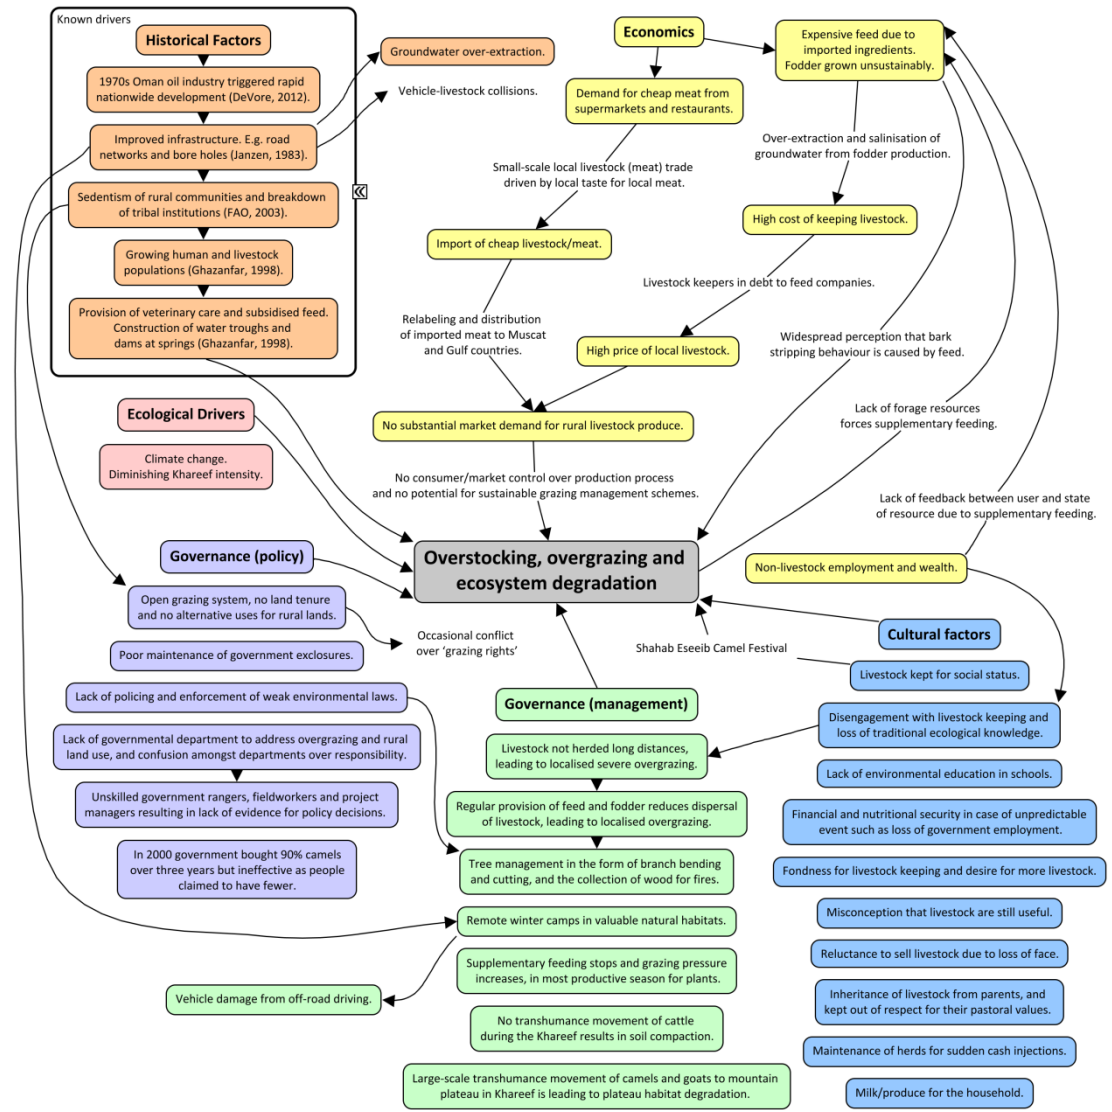 Known drivers
Historical Factors
1970s Oman oil industry triggered rapid
nationwide development (DeVore, 2012).
Improved infrastructure. E.g. road
networks and bore holes (Janzen, 1983).
Sedentism of rural communities and breakdown
of tribal institutions (FAO, 2003).
Growing human and livestock
populations (Ghazanfar, 1998).
Provision of veterinary care and subsidised feed.
Construction of water troughs and
dams at springs (Ghazanfar, 1998).
Groundwater over-extraction.
Vehicle-livestock collisions.
Economics
Expensive feed due to
imported ingredients.
Fodder grown unsustainably.
Demand for cheap meat from
supermarkets and restaurants.
Over-extraction and salinisation of
groundwater from fodder production.
Small-scale local livestock (meat) trade
driven by local taste for local meat.
High cost of keeping livestock.
Import of cheap livestock/meat.
Livestock keepers in debt to feed companies.
Relabeling and distribution
of imported meat to Muscat
and Gulf countries.
High price of local livestock.
Widespread perception that bark
stripping behaviour is caused by feed.
No substantial market demand for rural livestock produce.
Lack of forage resources
forces supplementary feeding.
No consumer/market control over production process
and no potential for sustainable grazing management schemes.
Lack of feedback between user and state
of resource due to supplementary feeding.
Non-livestock employment and wealth.
Ecological Drivers
Climate change.
Diminishing Khareef intensity.
Overstocking, overgrazing and
ecosystem degradation
Governance (policy)
Open grazing system, no land tenure
and no alternative uses for rural lands.
Occasional conflict
over ‘grazing rights’
Poor maintenance of government exclosures.
Lack of policing and enforcement of weak environmental laws.
Lack of governmental department to address overgrazing and rural
land use, and confusion amongst departments over responsibility.
Unskilled government rangers, fieldworkers and project
managers resulting in lack of evidence for policy decisions.
In 2000 government bought 90% camels
over three years but ineffective as people
claimed to have fewer.
Governance (management)
Livestock not herded long distances,
leading to localised severe overgrazing.
Regular provision of feed and fodder reduces dispersal
of livestock, leading to localised overgrazing.
Tree management in the form of branch bending
and cutting, and the collection of wood for fires.
Remote winter camps in valuable natural habitats.
Supplementary feeding stops and grazing pressure
increases, in most productive season for plants.
Vehicle damage from off-road driving.
No transhumance movement of cattle
during the Khareef results in soil compaction.
Large-scale transhumance movement of camels and goats to mountain
plateau in Khareef is leading to plateau habitat degradation.
Cultural factors
Shahab Eseeib Camel Festival
Livestock kept for social status.
Disengagement with livestock keeping and
loss of traditional ecological knowledge.
Lack of environmental education in schools.
Financial and nutritional security in case of unpredictable
event such as loss of government employment.
Fondness for livestock keeping and desire for more livestock.
Misconception that livestock are still useful.
Reluctance to sell livestock due to loss of face.
Inheritance of livestock from parents, and
kept out of respect for their pastoral values.
Maintenance of herds for sudden cash injections.
Milk/produce for the household.